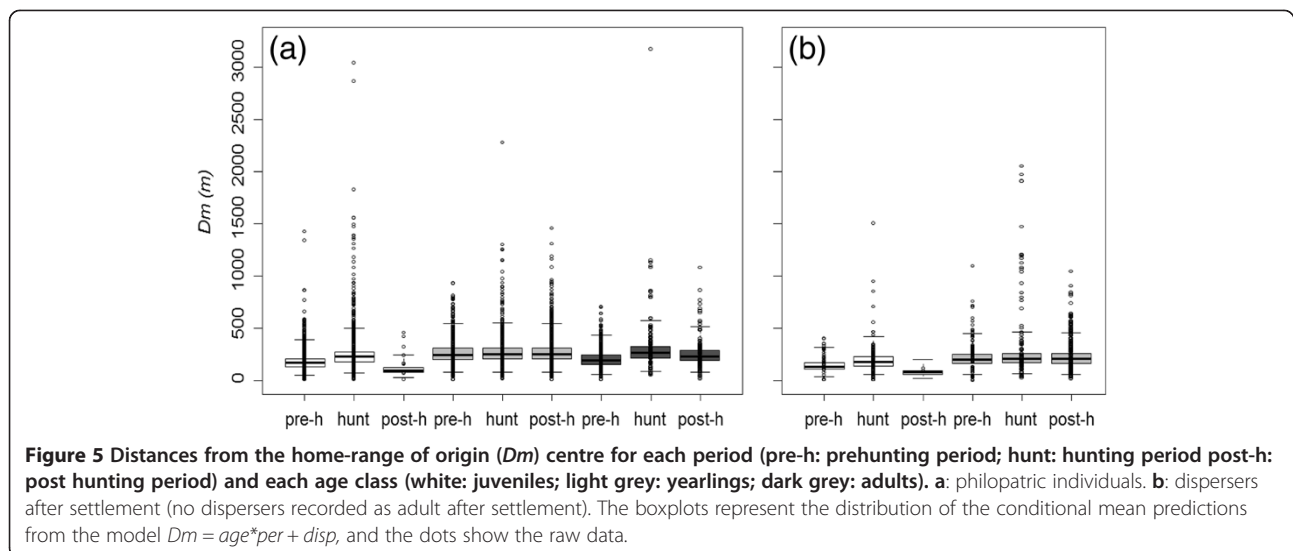 (a)
(b)
Dm (m)
0 500 1000 1500 2000 2500 3000
pre-h hunt post-h pre-h hunt post-h pre-h hunt post-h
pre-h hunt post-h pre-h hunt post-h
Figure 5 Distances from the home-range of origin (Dm) centre for each period (pre-h: prehunting period; hunt: hunting period post-h:
post hunting period) and each age class (white: juveniles; light grey: yearlings; dark grey: adults). a: philopatric individuals. b: dispersers
after settlement (no dispersers recorded as adult after settlement). The boxplots represent the distribution of the conditional mean predictions
from the model Dm = age*per + disp, and the dots show the raw data.